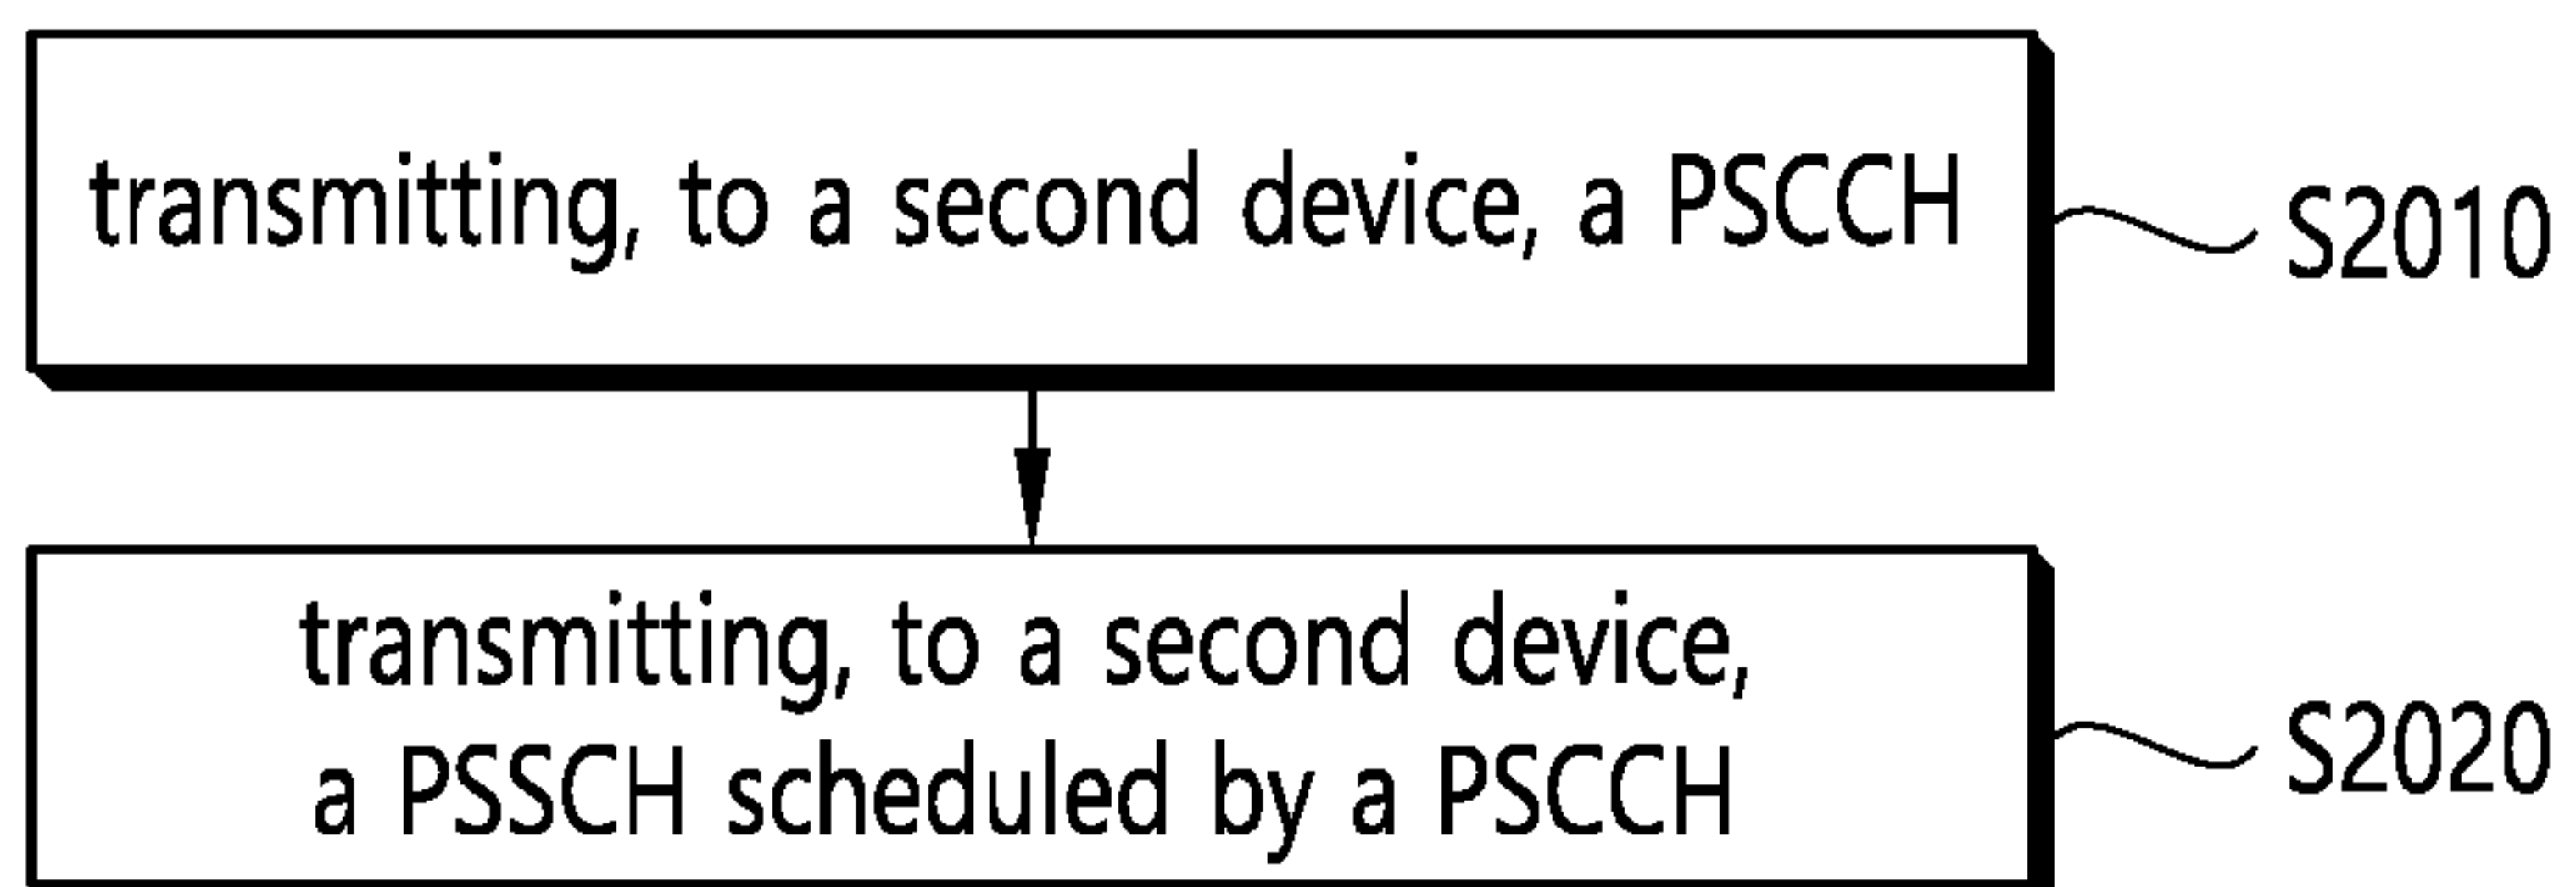 transmitting, to a second device, a PSCCH
S2010
transmitting, to a second device,
a PSSCH scheduled by a PSCCH
S2020